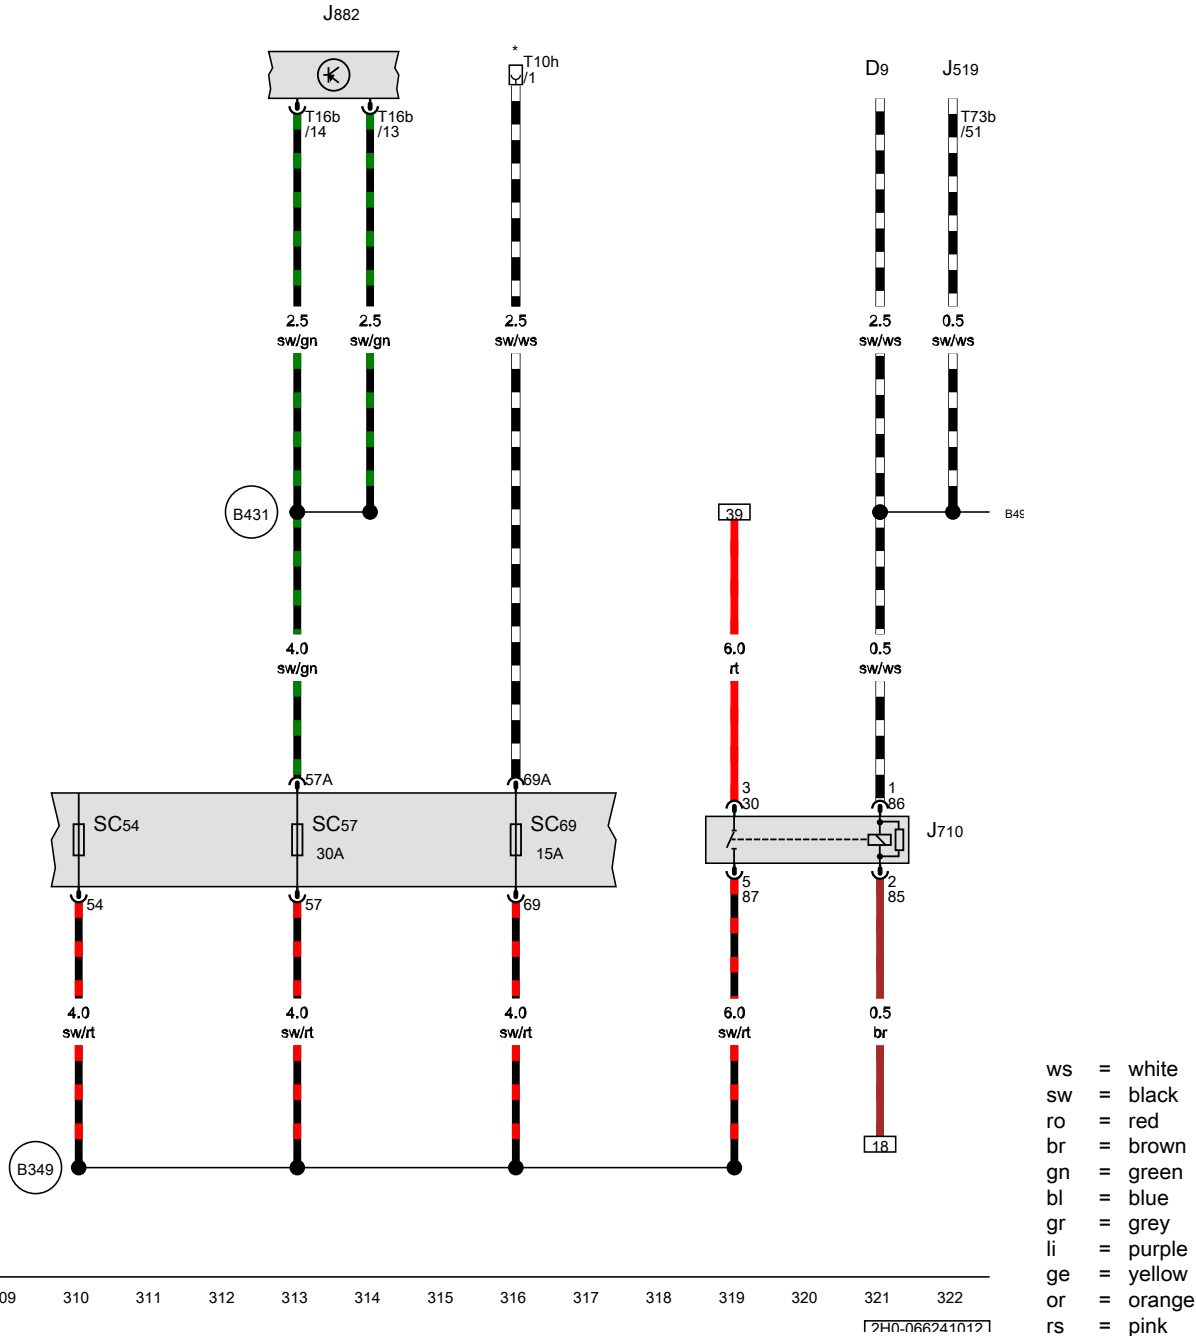 J882
*
T10h
/1
D9
J519
T16b
/14
T16b
/13
T73b
/51
2.5
sw/gn
2.5
sw/gn
2.5
sw/ws
2.5
sw/ws
0.5
sw/ws
B431
39
B49
4.0
sw/gn
6.0
rt
0.5
sw/ws
57A
69A
3
30
1
86
SC54
SC57
30A
SC69
15A
J710
54
57
69
5
87
2
85
4.0
sw/rt
4.0
sw/rt
4.0
sw/rt
6.0
sw/rt
0.5
br
18
B349
ws = white
sw = black
ro = red
br = brown
gn = green
bl = blue
gr = grey
li = purple
ge = yellow
or = orange
rs = pink
09 310 311 312 313 314 315 316 317 318 319 320 321 322
2H0-066241012